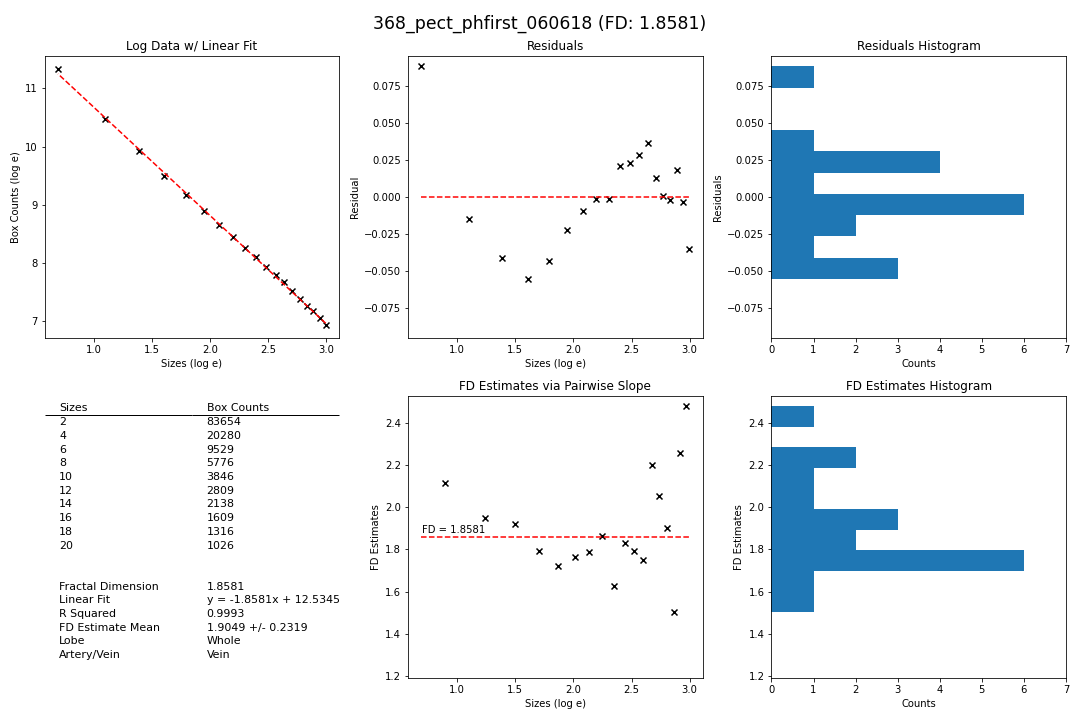 368_pect_phfirst_060618 (FD: 1.8581)
Log Data w/ Linear Fit
11
10
9
8
7
Box Counts (log e)
1.0 1.5 2.0 2.5 3.0
Sizes (log e)
Residuals
0.075
0.050
0.025
0.000
−0.025
−0.050
−0.075
Residual
1.0 1.5 2.0 2.5 3.0
Sizes (log e)
Residuals Histogram
0.075
0.050
0.025
0.000
−0.025
−0.050
−0.075
Residuals
0 1 2 3 4 5 6 7
Counts
Sizes Box Counts
2 83654
4 20280
6 9529
8 5776
10 3846
12 2809
14 2138
16 1609
18 1316
20 1026
Fractal Dimension 1.8581
Linear Fit y = -1.8581x + 12.5345
R Squared 0.9993
FD Estimate Mean 1.9049 +/- 0.2319
Lobe Whole
Artery/Vein Vein
FD Estimates via Pairwise Slope
2.4
2.2
2.0
1.8
1.6
1.4
1.2
FD Estimates
FD = 1.8581
1.0 1.5 2.0 2.5 3.0
Sizes (log e)
FD Estimates Histogram
2.4
2.2
2.0
1.8
1.6
1.4
1.2
FD Estimates
0 1 2 3 4 5 6 7
Counts